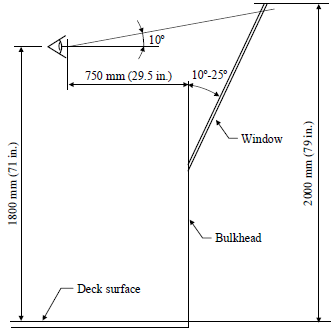 10º
750 mm (29.5 in.)
10º-25º
Window
1800 mm (71 in.)
2000 mm (79 in.)
Bulkhead
Deck surface